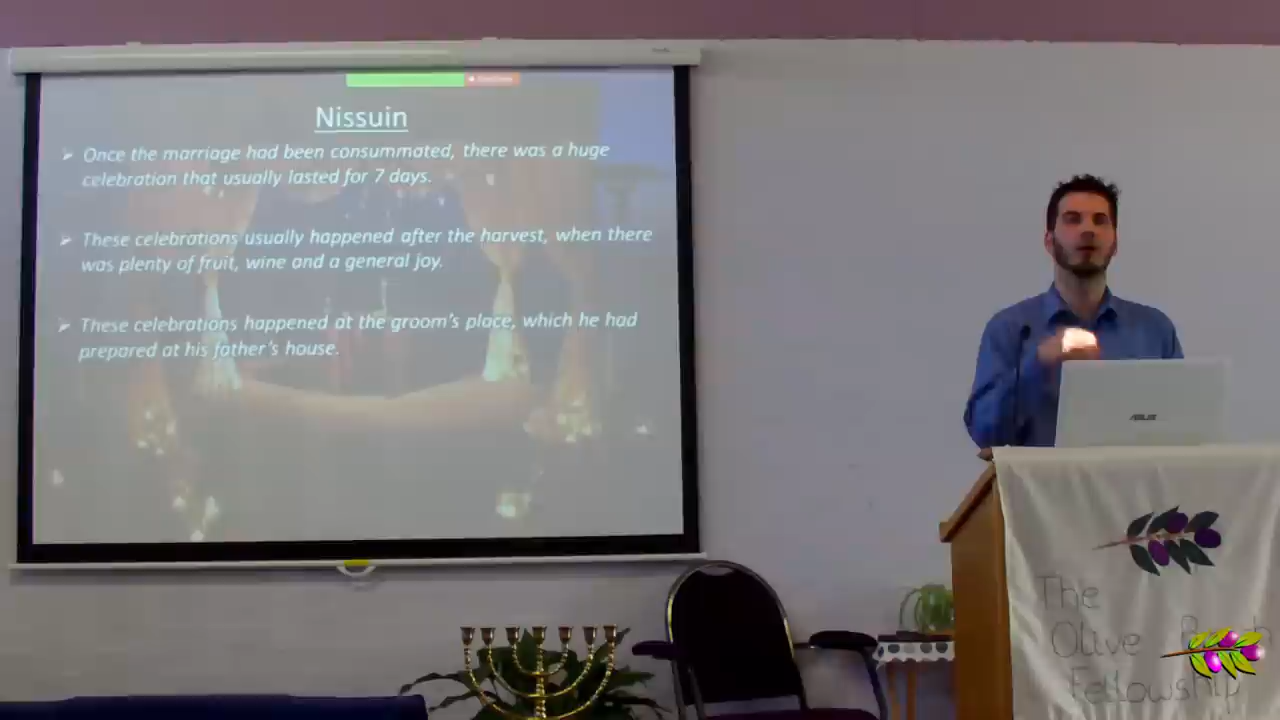 Nissuin
➢ Once the marriage had been consummated, there was a huge
celebration that usually lasted for 7 days.
➢ These celebrations usually happened after the harvest, when there
was plenty of fruit, wine and a general joy.
➢ These celebrations happened at the groom's place, which he had
prepared at his father's house.
ASUS
The
Olive
Fellowship